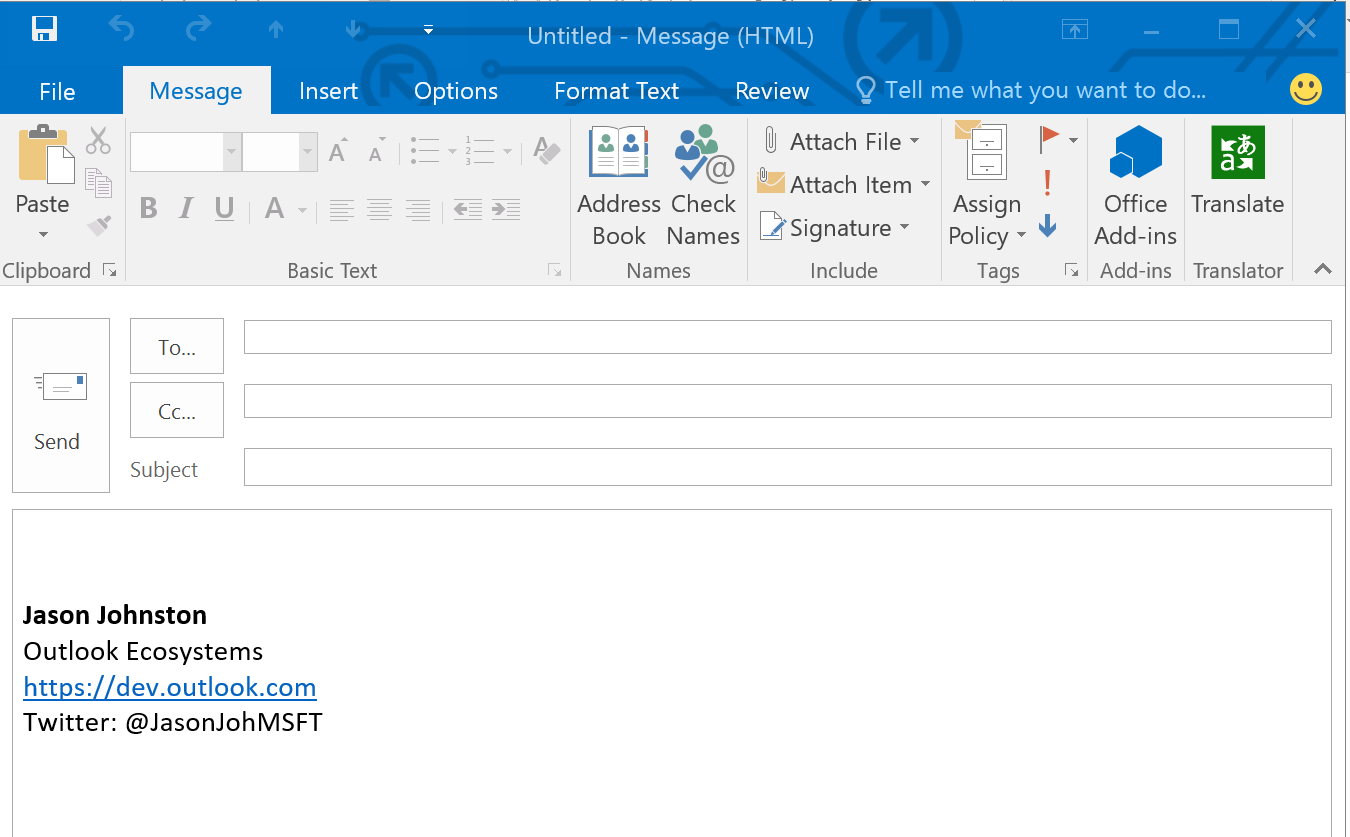 Untitled - Message (HTML)
File Message Insert Options Format Text Review Tell me what you want to do...
Paste
Clipboard
B I U A
Basic Text
Address Book
Check Names
Names
Attach File
Attach Item
Signature
Include
Assign Policy
Tags
Office Add-ins
Add-ins
Translate
Translator
To...
Cc...
Send
Subject
Jason Johnston
Outlook Ecosystems
https://dev.outlook.com
Twitter: @JasonJohMSFT